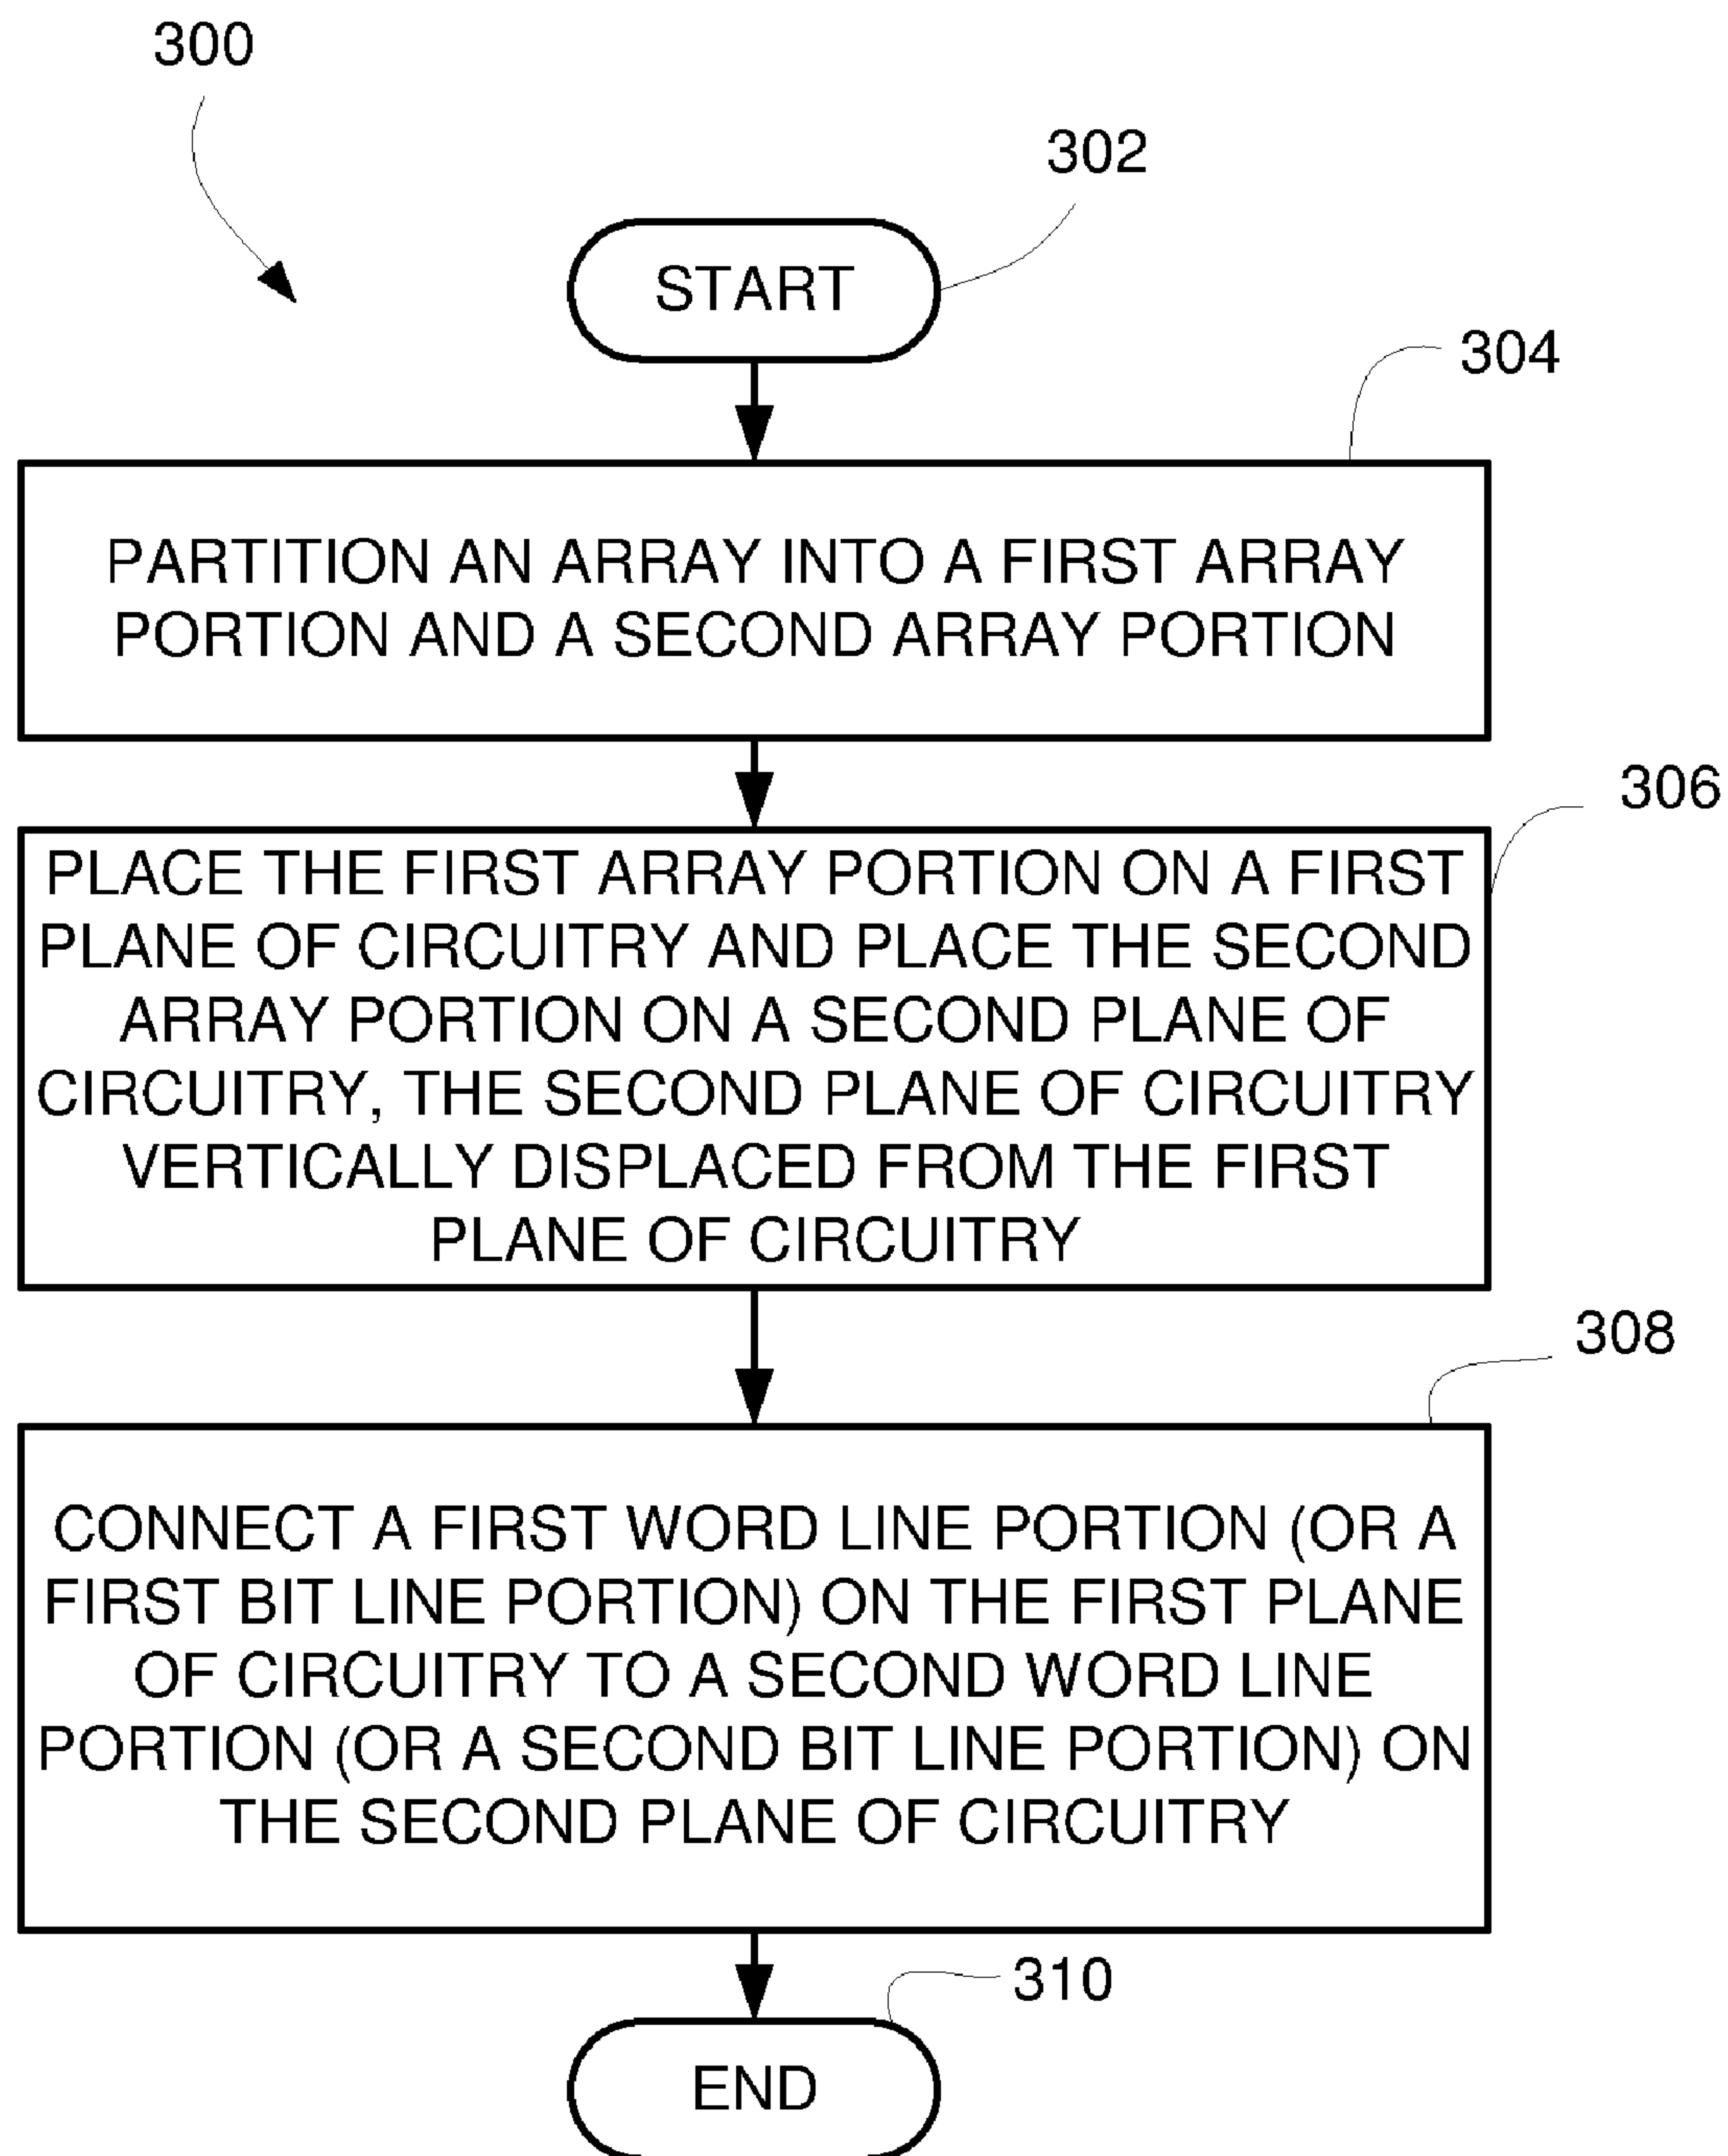 300
302
START
304
PARTITION AN ARRAY INTO A FIRST ARRAY
PORTION AND A SECOND ARRAY PORTION
306
PLACE THE FIRST ARRAY PORTION ON A FIRST
PLANE OF CIRCUITRY AND PLACE THE SECOND
ARRAY PORTION ON A SECOND PLANE OF
CIRCUITRY, THE SECOND PLANE OF CIRCUITRY
VERTICALLY DISPLACED FROM THE FIRST
PLANE OF CIRCUITRY
308
CONNECT A FIRST WORD LINE PORTION (OR A
FIRST BIT LINE PORTION) ON THE FIRST PLANE
OF CIRCUITRY TO A SECOND WORD LINE
PORTION (OR A SECOND BIT LINE PORTION) ON
THE SECOND PLANE OF CIRCUITRY
310
END